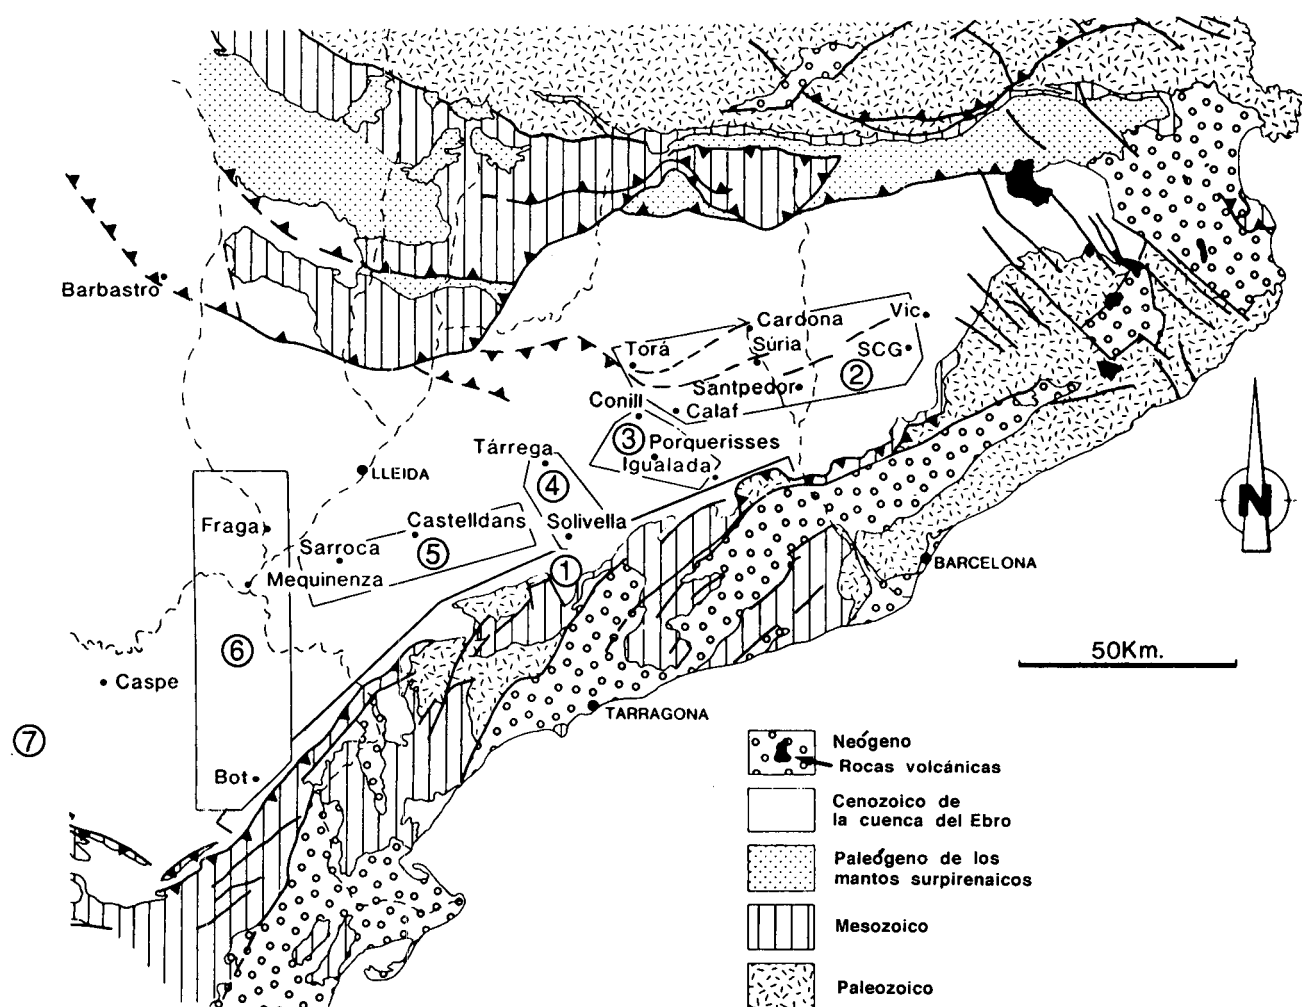 Barbastro
Cardona
Vic
Torá
Súria
SCG
2
Santpedor
Conill
Calaf
3
Porquerisses
Tárrega
Igualada
LLEIDA
4
Fraga
Castelldans
Solivella
Sarroca
5
Mequinenza
1
BARCELONA
N
6
50Km.
Caspe
TARRAGONA
7
Bot
Neógeno
Rocas volcánicas
Cenozoico de
la cuenca del Ebro
Paleógeno de los
mantos surpirenaicos
Mesozoico
Paleozoico